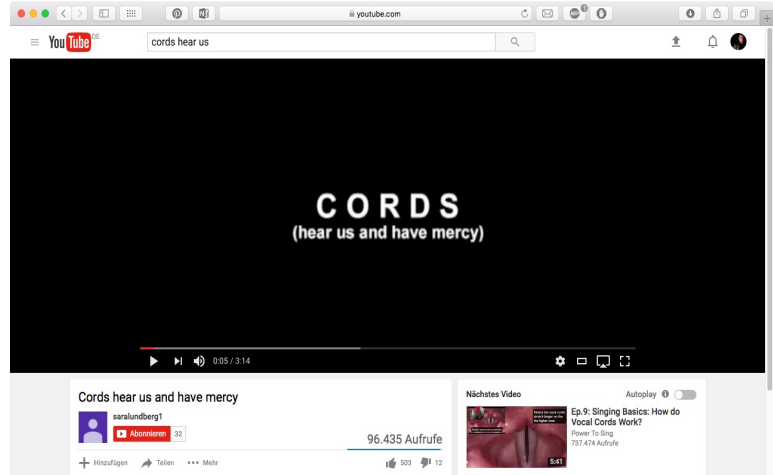 youtube.com
YouTube DE
cords hear us
CORDS
(hear us and have mercy)
0:05 / 3:14
Cords hear us and have mercy
saralundberg1
Abonnieren 32
96.435 Aufrufe
Hinzufügen Teilen ••• Mehr
503 12
Nächstes Video Autoplay
Ep.9: Singing Basics: How do
Vocal Cords Work?
Power To Sing
737.474 Aufrufe
5:41